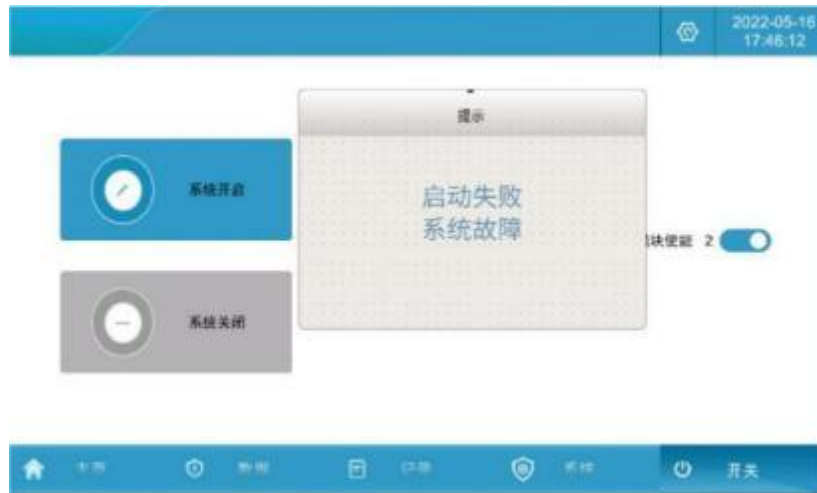 2022-05-16
17:46:12
提示
启动失败
系统故障
系统开启
块使能 2
系统关闭
开关